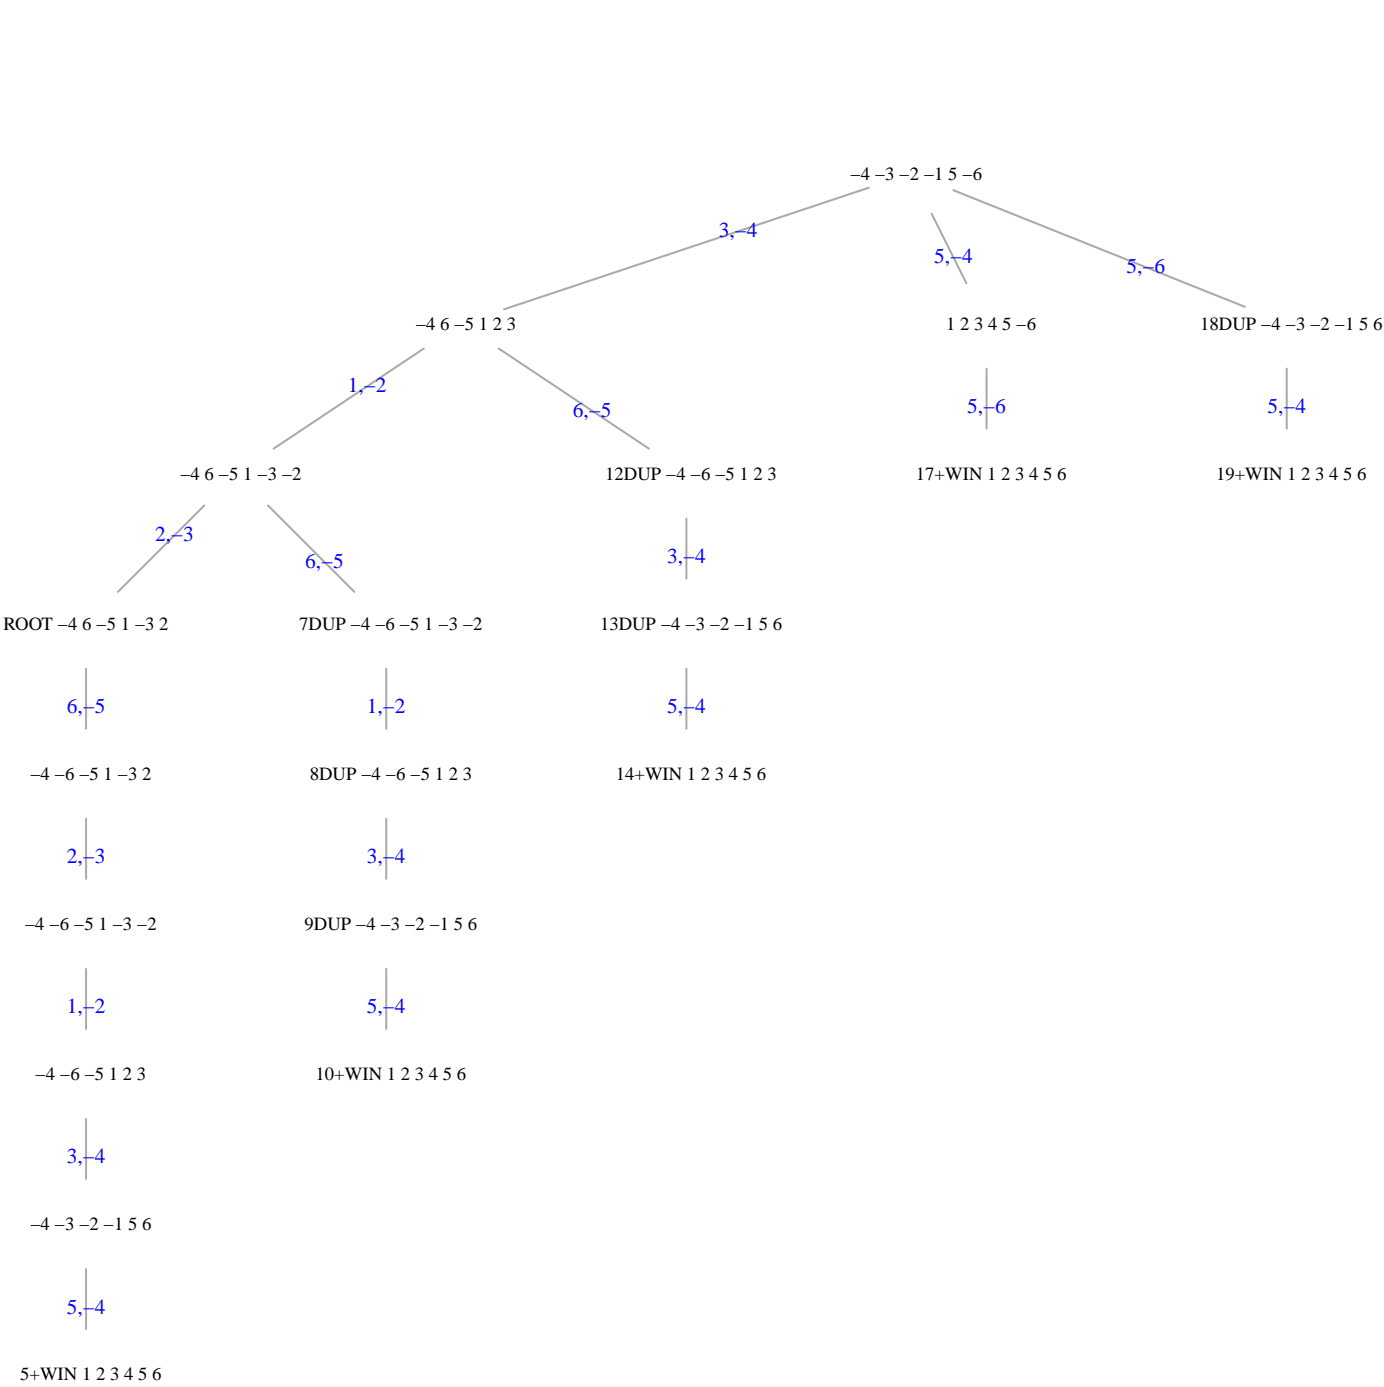 −4 −3 −2 −1 5 −6
3,−4
5,−4
5,−6
−4 6 −5 1 2 3
1 2 3 4 5 −6
18DUP −4 −3 −2 −1 5 6
1,−2
6,−5
5,−6
5,−4
−4 6 −5 1 −3 −2
12DUP −4 −6 −5 1 2 3
17+WIN 1 2 3 4 5 6
19+WIN 1 2 3 4 5 6
2,−3
6,−5
3,−4
ROOT −4 6 −5 1 −3 2
7DUP −4 −6 −5 1 −3 −2
13DUP −4 −3 −2 −1 5 6
6,−5
1,−2
5,−4
−4 −6 −5 1 −3 2
8DUP −4 −6 −5 1 2 3
14+WIN 1 2 3 4 5 6
2,−3
3,−4
−4 −6 −5 1 −3 −2
9DUP −4 −3 −2 −1 5 6
1,−2
5,−4
−4 −6 −5 1 2 3
10+WIN 1 2 3 4 5 6
3,−4
−4 −3 −2 −1 5 6
5,−4
5+WIN 1 2 3 4 5 6